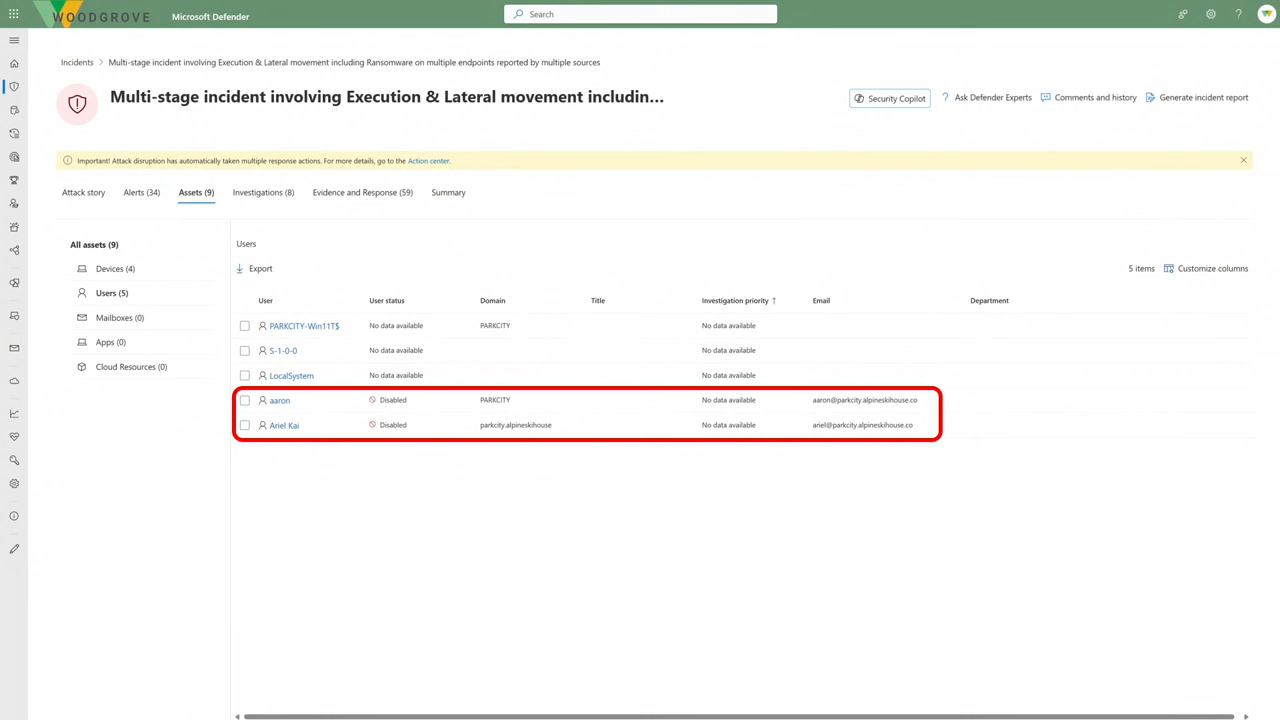 WOODGROVE
Microsoft Defender
Search
?
Incidents > Multi-stage incident involving Execution & Lateral movement including Ransomware on multiple endpoints reported by multiple sources
Multi-stage incident involving Execution & Lateral movement includin...
Security Copilot
? Ask Defender Experts
Comments and history
Generate incident report
Important! Attack disruption has automatically taken multiple response actions. For more details, go to the Action center.
Attack story
Alerts (34)
Assets (9)
Investigations (8)
Evidence and Response (59)
Summary
All assets (9)
Devices (4)
Users (5)
Mailboxes (0)
Apps (0)
Cloud Resources (0)
Users
Export
5 items
Customize columns
User User status Domain Title Investigation priority ↑ Email Department
PARKCITY-Win11T$ No data available PARKCITY No data available
S-1-0-0 No data available No data available
LocalSystem No data available No data available
aaron Disabled PARKCITY No data available aaron@parkcity.alpineskihouse.co
Ariel Kai Disabled parkcity.alpineskihouse No data available ariel@parkcity.alpineskihouse.co